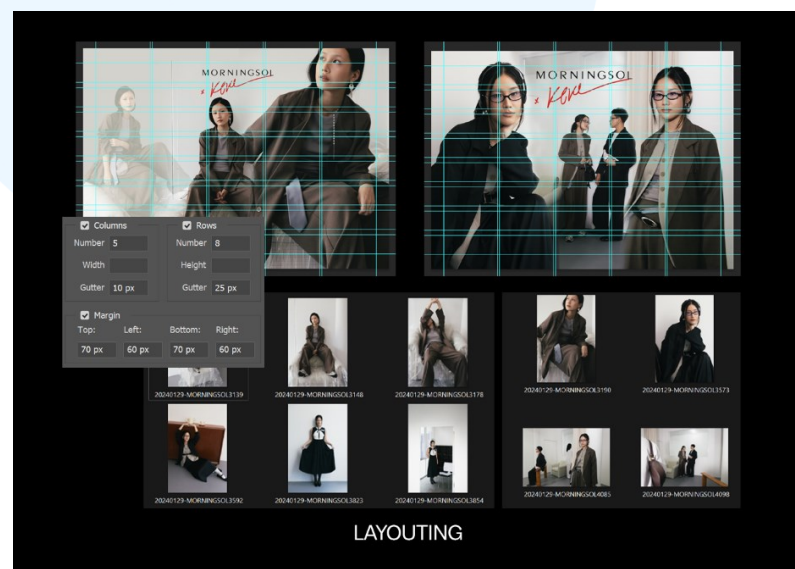 MORNINGSOL
× KOKE
MORNINGSOL
× KOKE
Columns
Rows
Number 5
Number 8
Width
Height
Gutter 10 px
Gutter 25 px
Margin
Top: Left: Bottom: Right:
70 px 60 px 70 px 60 px
20240129-MORNINGSOL3139
20240129-MORNINGSOL3148
20240129-MORNINGSOL3178
20240129-MORNINGSOL3190
20240129-MORNINGSOL3573
20240129-MORNINGSOL3592
20240129-MORNINGSOL3823
20240129-MORNINGSOL3854
20240129-MORNINGSOL4085
20240129-MORNINGSOL4098
LAYOUTING